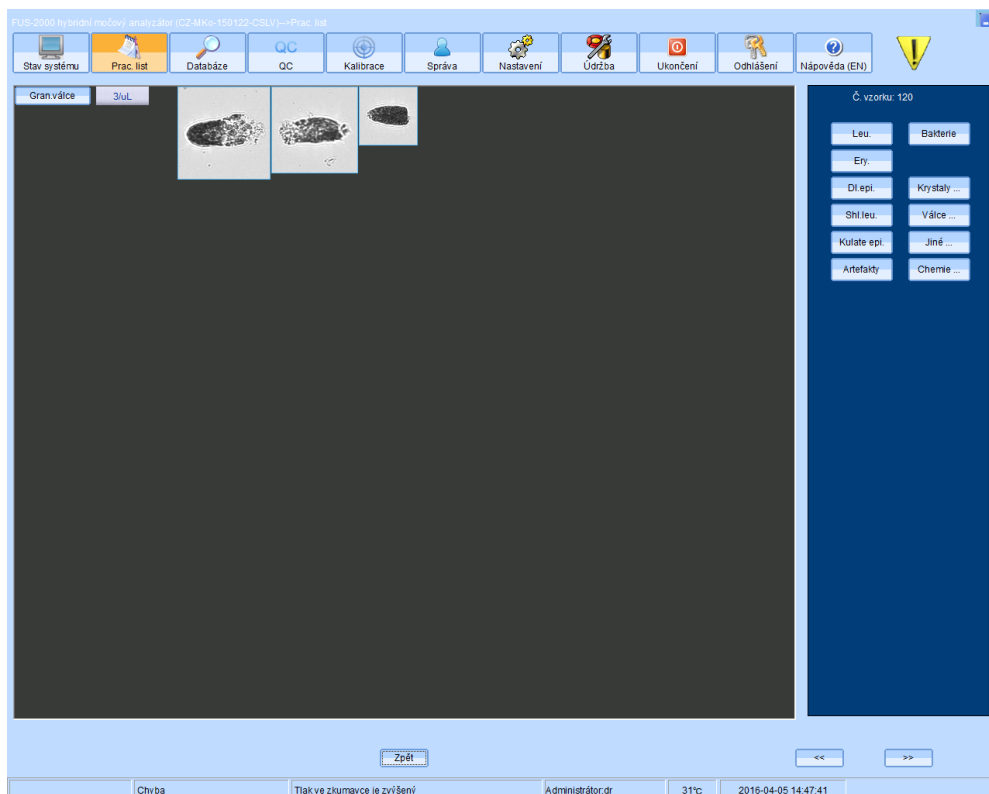 FUS-2000 hybridní močový analyzátor (CZ-MKo-150122-CSLV)-->Prac. list
Stav systému
Prac. list
Databáze
QC
QC
Kalibrace
Správa
Nastavení
Údržba
Ukončení
Odhlášení
Nápověda (EN)
Gran.válce
3/uL
Č. vzorku: 120
Leu.
Bakterie
Ery.
Dl.epi.
Krystaly ...
Shl.leu.
Válce ...
Kulate epi.
Jiné ...
Artefakty
Chemie ...
Zpět
<<
>>
Chyba
Tlak ve zkumavce je zvýšený
Administrátor:dr
31°C
2016-04-05 14:47:41